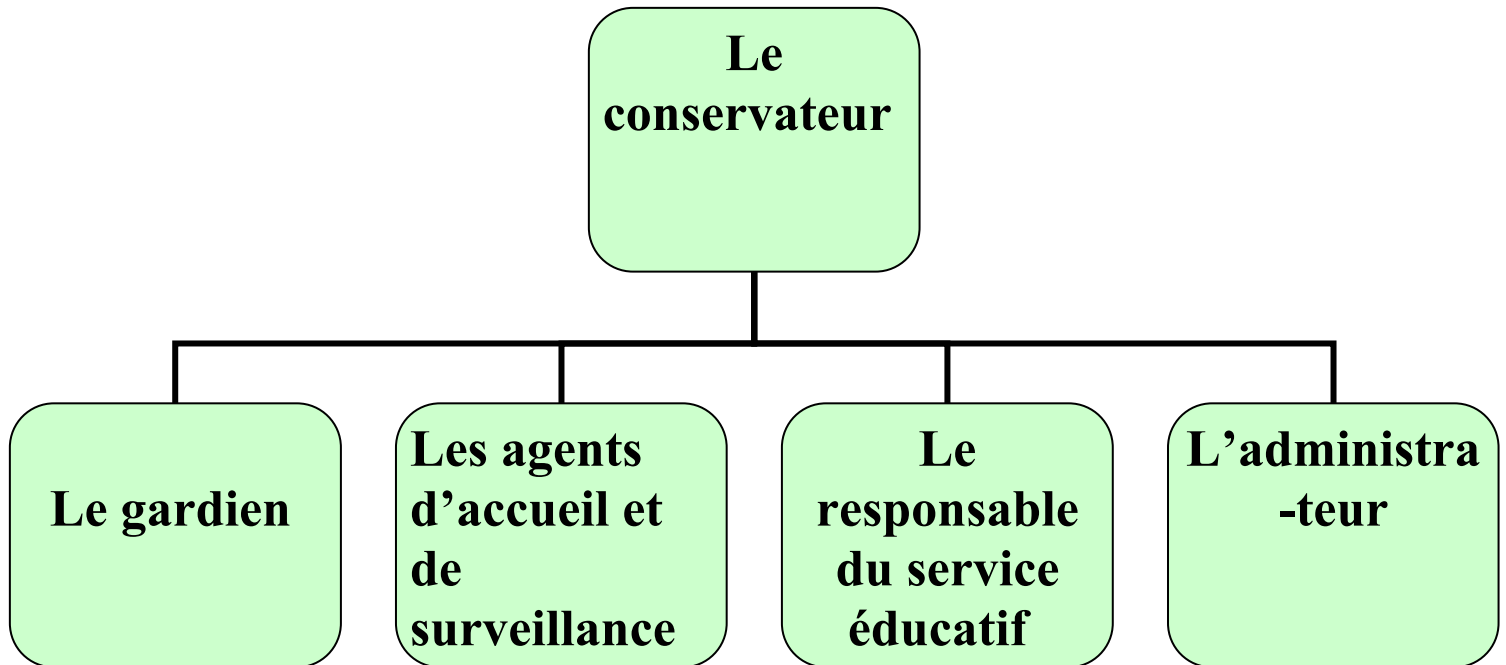 Le
conservateur
Le gardien
Les agents
d’accueil et
de
surveillance
Le
responsable
du service
éducatif
L’administra
-teur